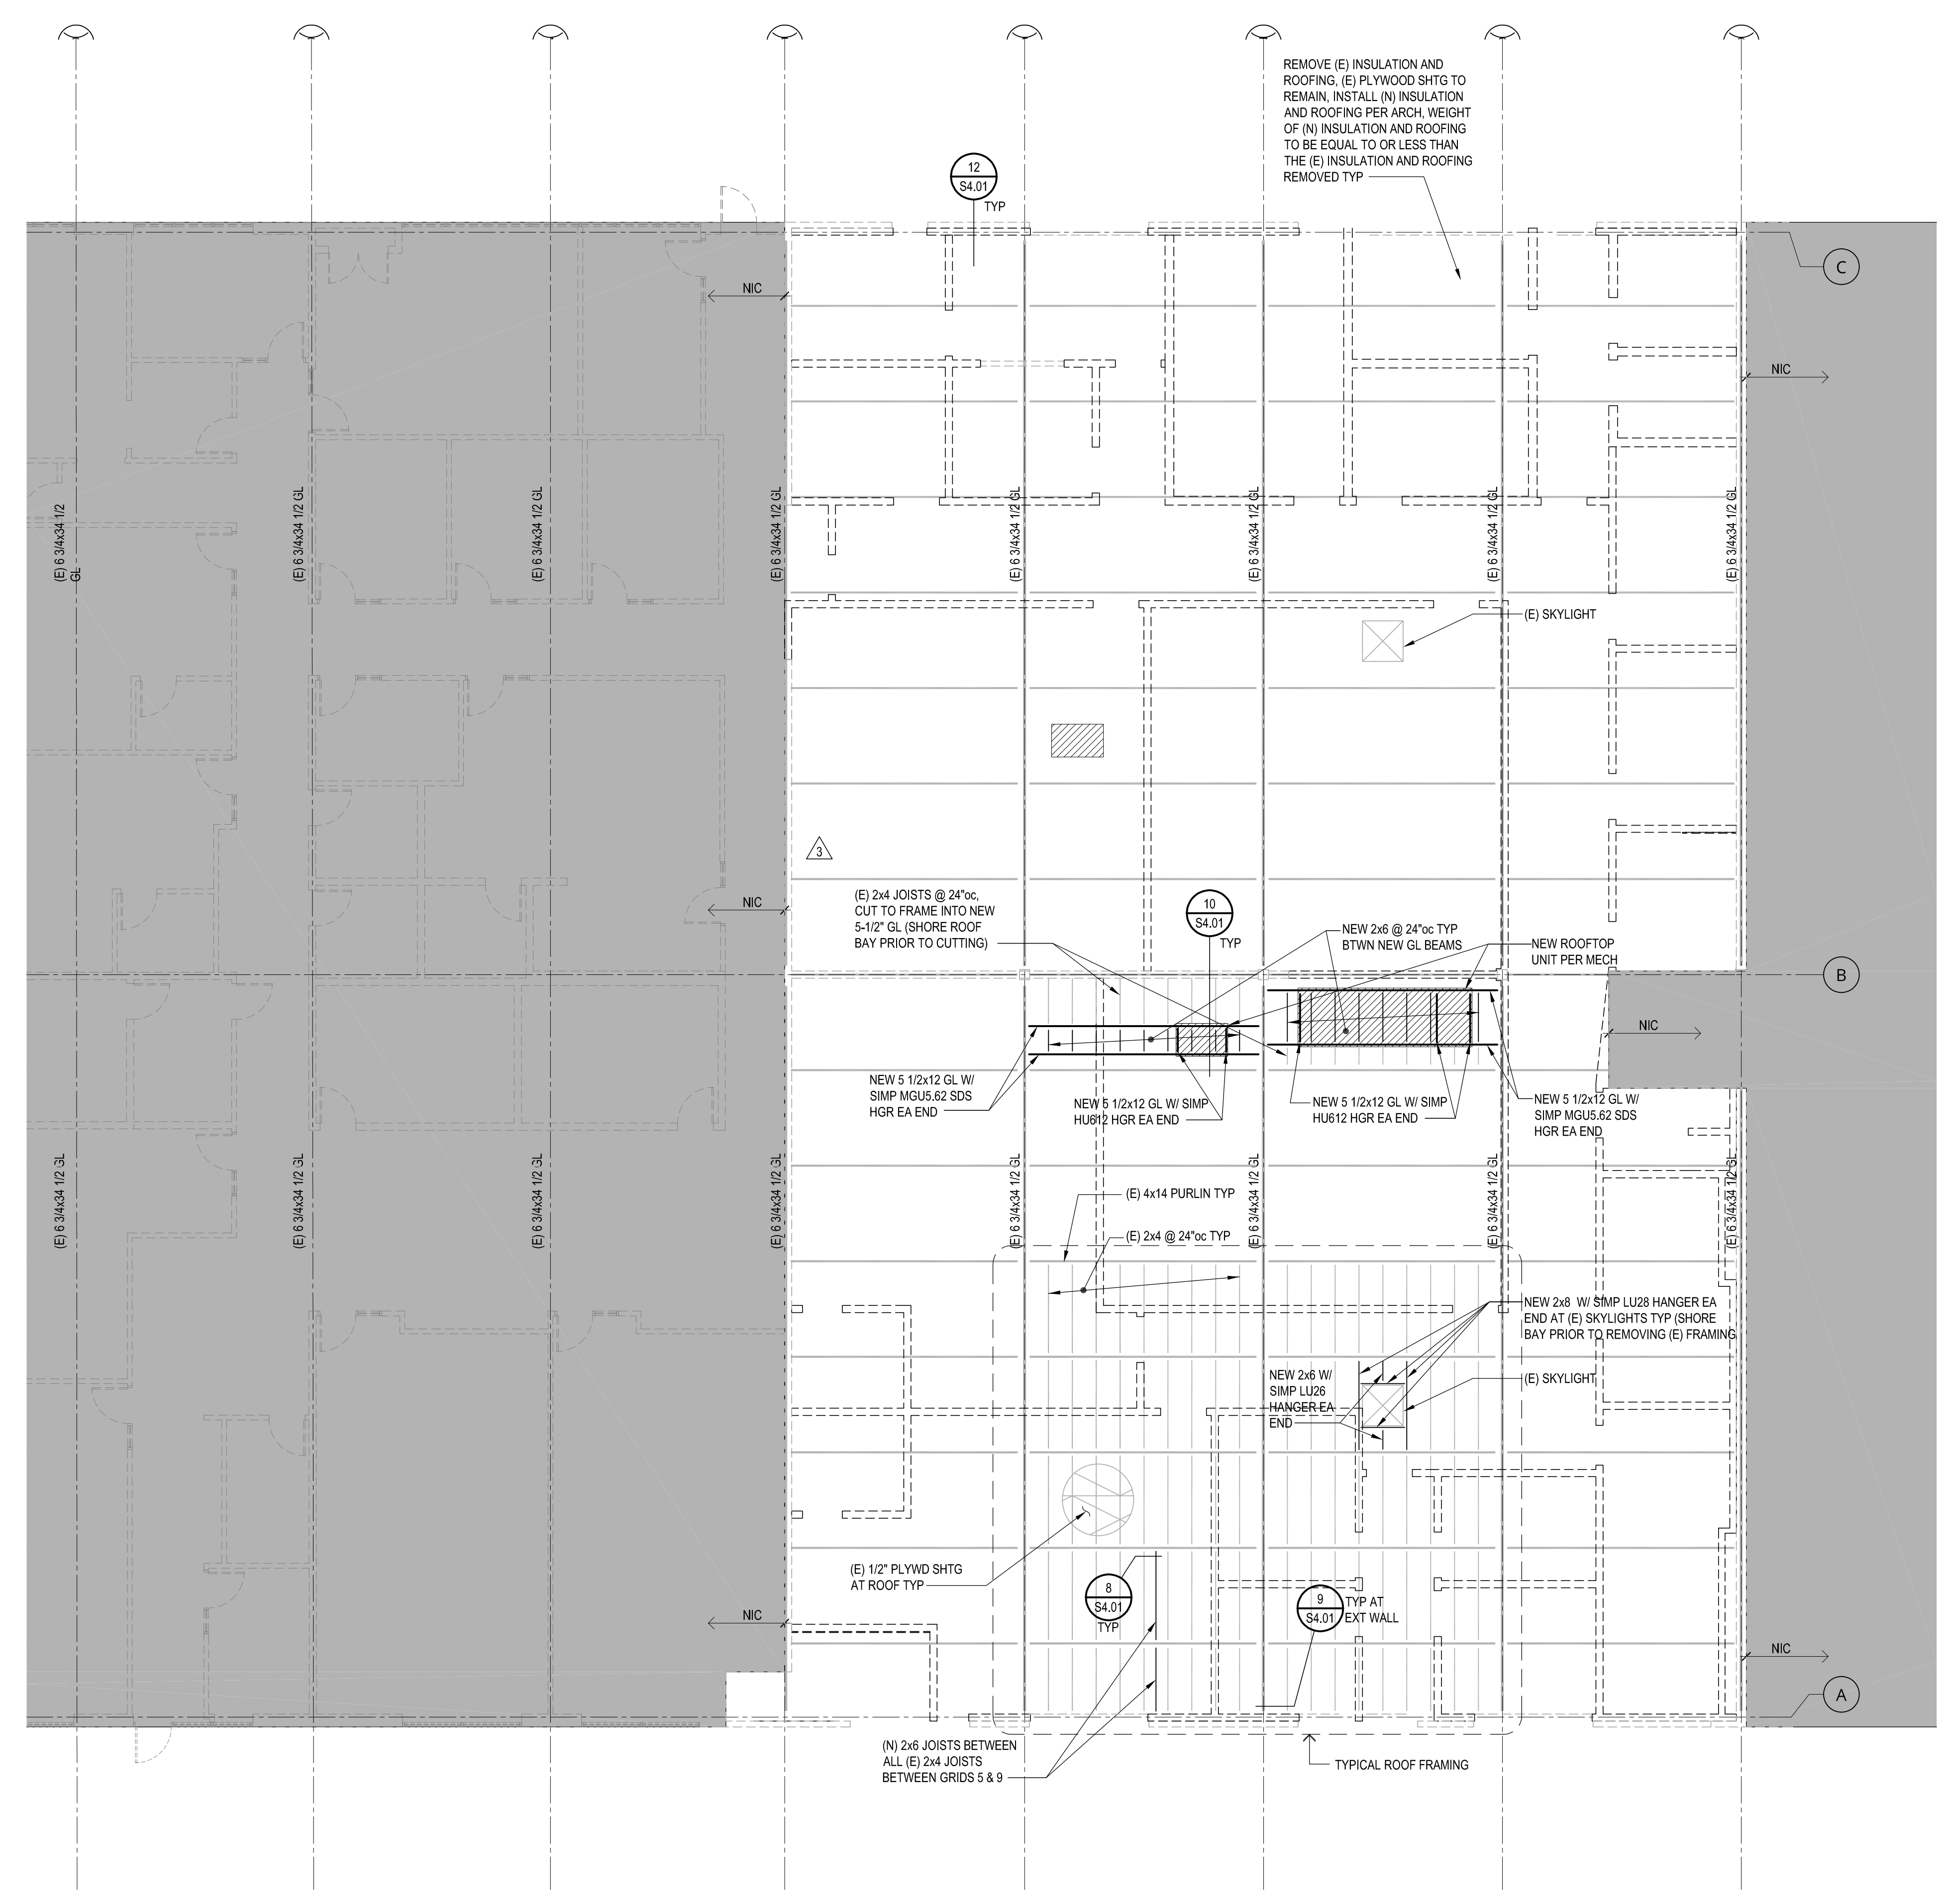 REMOVE (E) INSULATION AND
ROOFING, (E) PLYWOOD SHTG TO
REMAIN, INSTALL (N) INSULATION
AND ROOFING PER ARCH, WEIGHT
OF (N) INSULATION AND ROOFING
TO BE EQUAL TO OR LESS THAN
THE (E) INSULATION AND ROOFING
REMOVED TYP
12
S4.01
TYP
C
NIC
NIC
(E) 6 3/4x34 1/2
GL
(E) 6 3/4x34 1/2 GL
(E) 6 3/4x34 1/2 GL
(E) 6 3/4x34 1/2 GL
(E) 6 3/4x34 1/2 GL
(E) 6 3/4x34 1/2 GL
(E) 6 3/4x34 1/2 GL
(E) 6 3/4x34 1/2 GL
(E) SKYLIGHT
3
(E) 2x4 JOISTS @ 24"oc,
CUT TO FRAME INTO NEW
5-1/2" GL (SHORE ROOF
BAY PRIOR TO CUTTING)
NIC
10
S4.01
TYP
NEW 2x6 @ 24"oc TYP
BTWN NEW GL BEAMS
NEW ROOFTOP
UNIT PER MECH
B
NIC
NEW 5 1/2x12 GL W/
SIMP MGU5.62 SDS
HGR EA END
NEW 5 1/2x12 GL W/ SIMP
HU612 HGR EA END
NEW 5 1/2x12 GL W/ SIMP
HU612 HGR EA END
NEW 5 1/2x12 GL W/
SIMP MGU5.62 SDS
HGR EA END
(E) 6 3/4x34 1/2 GL
(E) 6 3/4x34 1/2 GL
(E) 6 3/4x34 1/2 GL
(E) 6 3/4x34 1/2 GL
(E) 6 3/4x34 1/2 GL
(E) 6 3/4x34 1/2 GL
(E) 6 3/4x34 1/2 GL
(E) 6 3/4x34 1/2 GL
(E) 4x14 PURLIN TYP
(E) 2x4 @ 24"oc TYP
NEW 2x8 W/ SIMP LU28 HANGER EA
END AT (E) SKYLIGHTS TYP (SHORE
BAY PRIOR TO REMOVING (E) FRAMING
NEW 2x6 W/
SIMP LU26
HANGER EA
END
(E) SKYLIGHT
(E) 1/2" PLYWD SHTG
AT ROOF TYP
8
S4.01
TYP
9
S4.01
TYP AT
EXT WALL
NIC
NIC
A
(N) 2x6 JOISTS BETWEEN
ALL (E) 2x4 JOISTS
BETWEEN GRIDS 5 & 9
TYPICAL ROOF FRAMING